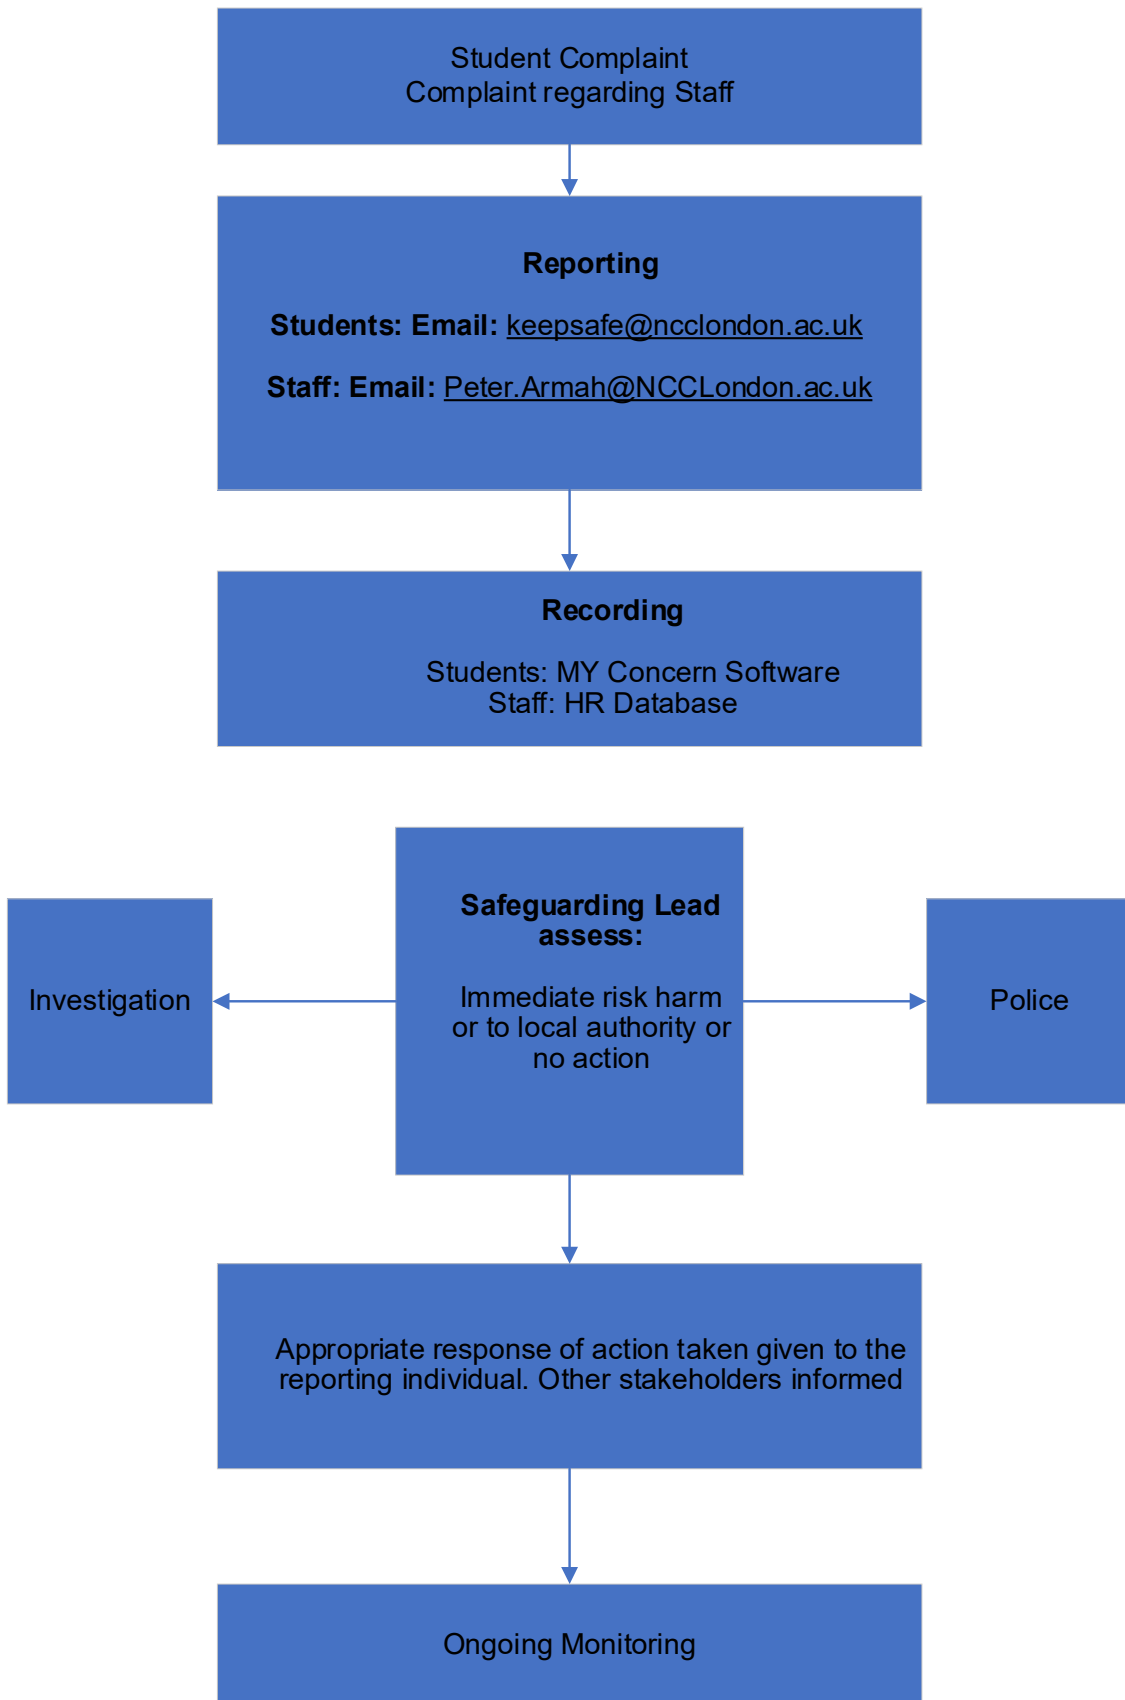 Student Complaint
Complaint regarding Staff
Reporting
Students: Email: keepsafe@ncclondon.ac.uk
Staff: Email: Peter.Armah@NCCLondon.ac.uk
Recording
Students: MY Concern Software
Staff: HR Database
Investigation
Safeguarding Lead
assess:
Immediate risk harm
or to local authority or
no action
Police
Appropriate response of action taken given to the
reporting individual. Other stakeholders informed
Ongoing Monitoring